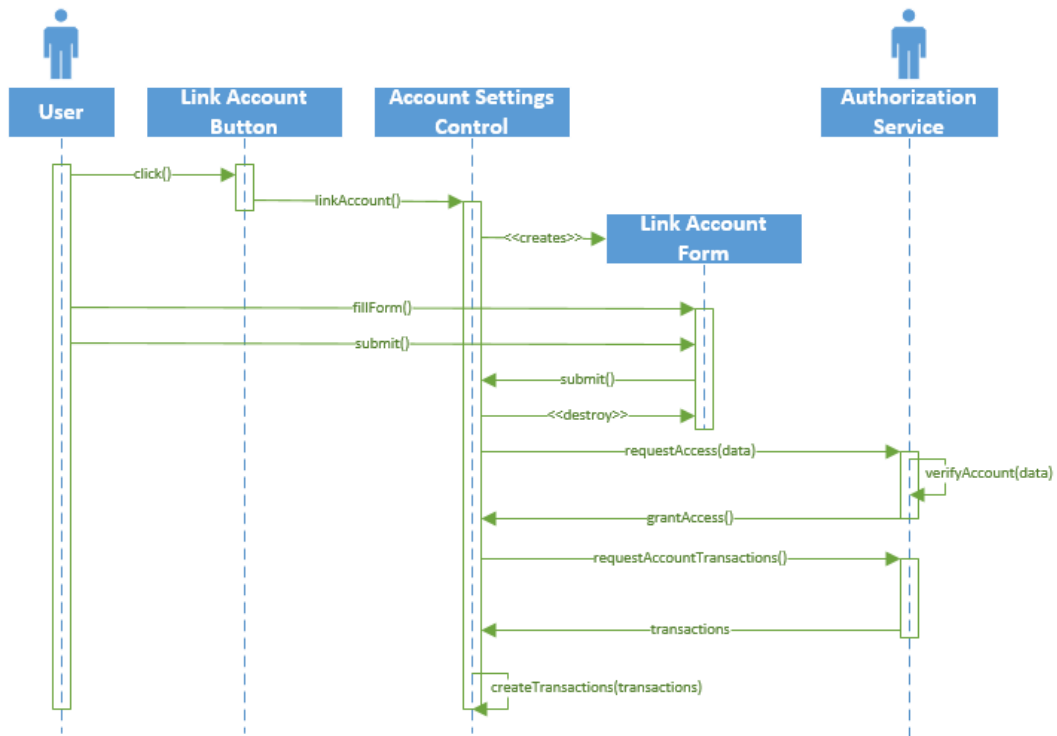 User
Link Account
Button
Account Settings
Control
Authorization
Service
click()
linkAccount()
<<creates>>
Link Account
Form
fillForm()
submit()
submit()
<<destroy>>
requestAccess(data)
verifyAccount(data)
grantAccess()
requestAccountTransactions()
transactions
createTransactions(transactions)